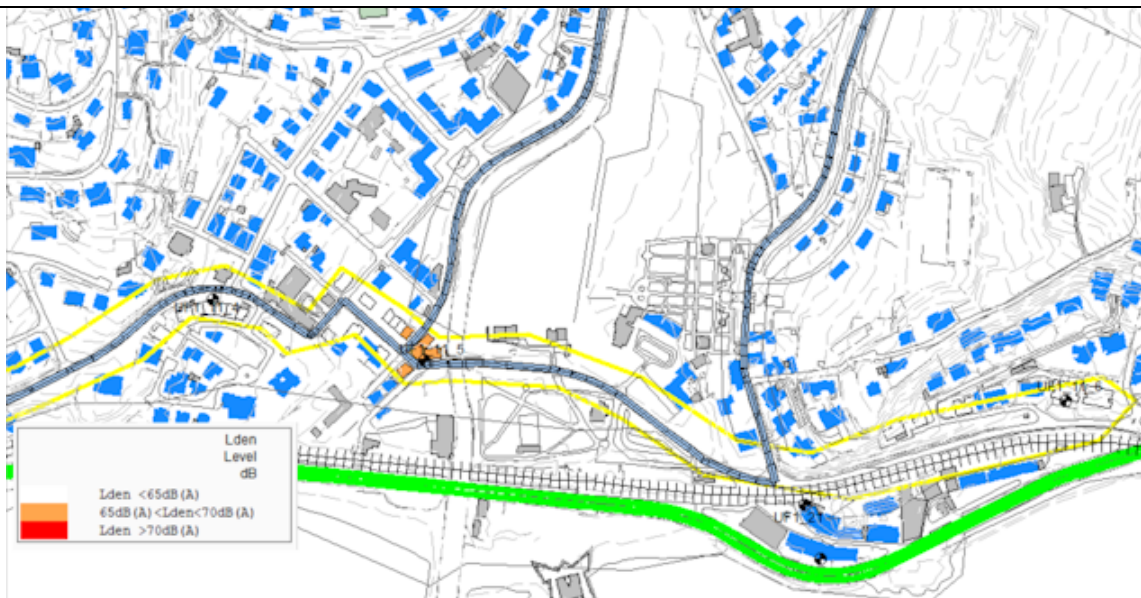 Lden
Level
dB
Lden <65dB(A)
65dB(A)<Lden<70dB(A)
Lden >70dB(A)